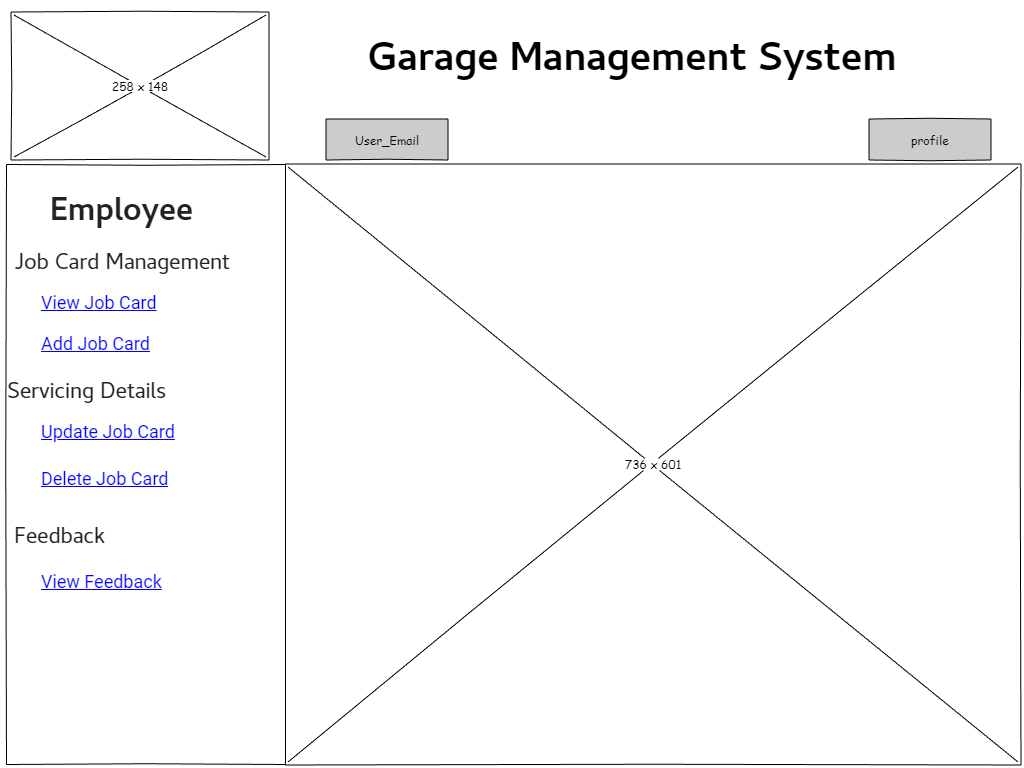 258 x 148
Garage Management System
User_Email
profile
Employee
Job Card Management
View Job Card
Add Job Card
Servicing Details
Update Job Card
Delete Job Card
Feedback
View Feedback
736 x 601